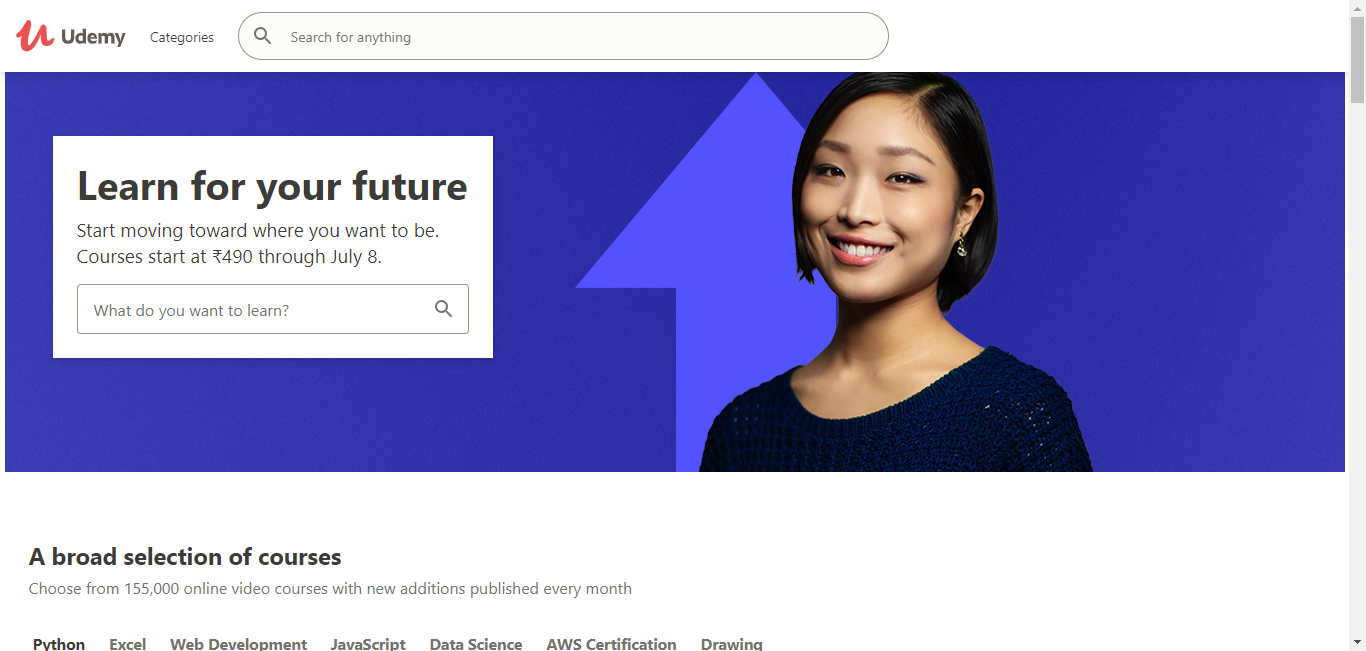 Udemy
Categories
Search for anything
Learn for your future
Start moving toward where you want to be.
Courses start at ₹490 through July 8.
What do you want to learn?
A broad selection of courses
Choose from 155,000 online video courses with new additions published every month
Python Excel Web Development JavaScript Data Science AWS Certification Drawing